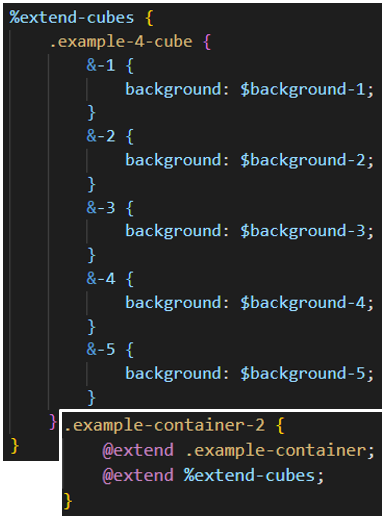 %extend-cubes {
    .example-4-cube {
        &-1 {
            background: $background-1;
        }
        &-2 {
            background: $background-2;
        }
        &-3 {
            background: $background-3;
        }
        &-4 {
            background: $background-4;
        }
        &-5 {
            background: $background-5;
        }
    }
}
.example-container-2 {
    @extend .example-container;
    @extend %extend-cubes;
}